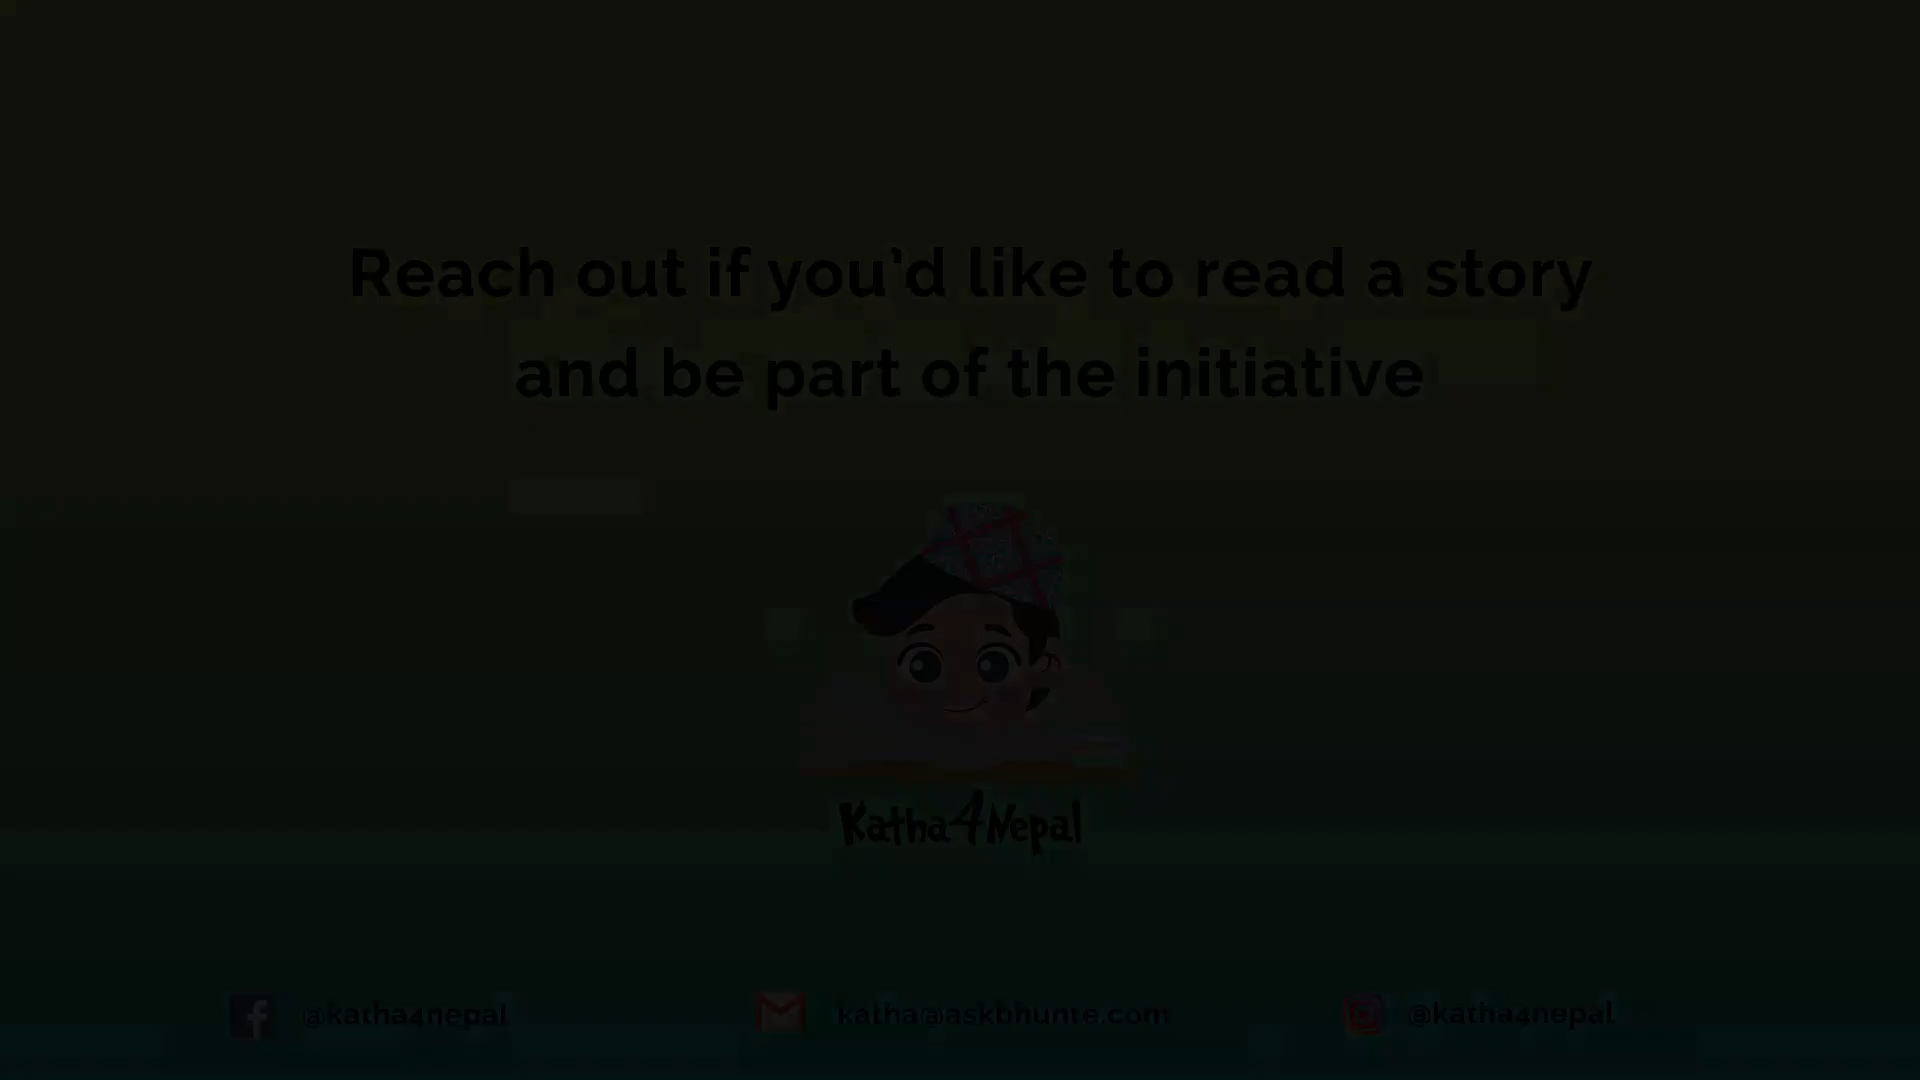 Reach out if you'd like to read a story
and be part of the initiative
Katha4Nepal
@katha4nepal
katha@askbhunte.com
@katha4nepal